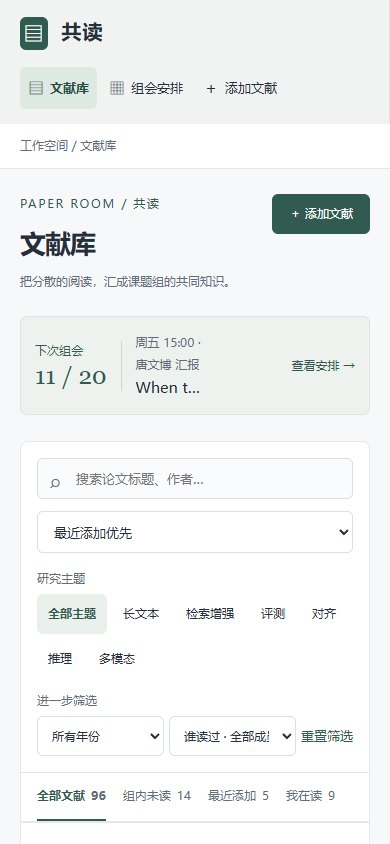 共读
文献库 组会安排 + 添加文献
工作空间 / 文献库
PAPER ROOM / 共读
+ 添加文献
文献库
把分散的阅读，汇成课题组的共同知识。
下次组会
11 / 20
周五 15:00 ·
唐文博 汇报
When t...
查看安排 →
搜索论文标题、作者...
最近添加优先
研究主题
全部主题 长文本 检索增强 评测 对齐
推理 多模态
进一步筛选
所有年份 谁读过 · 全部成 重置筛选
全部文献 96 组内未读 14 最近添加 5 我在读 9